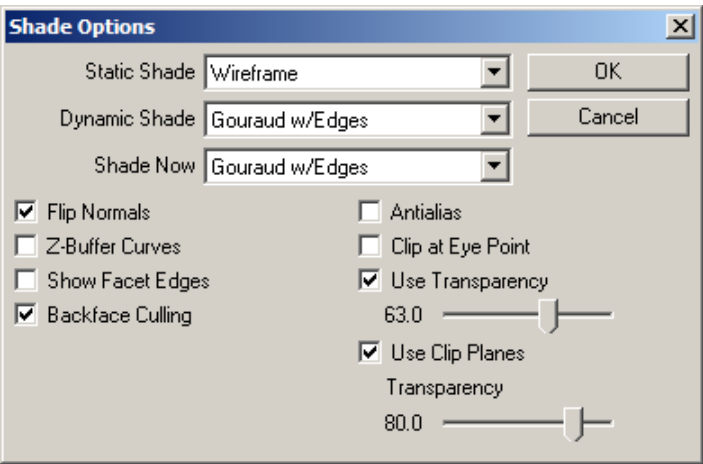 Shade Options
Static Shade Wireframe OK
Dynamic Shade Gouraud w/Edges Cancel
Shade Now Gouraud w/Edges
Flip Normals Antialias
Z-Buffer Curves Clip at Eye Point
Show Facet Edges Use Transparency
Backface Culling 63.0
Use Clip Planes
Transparency
80.0